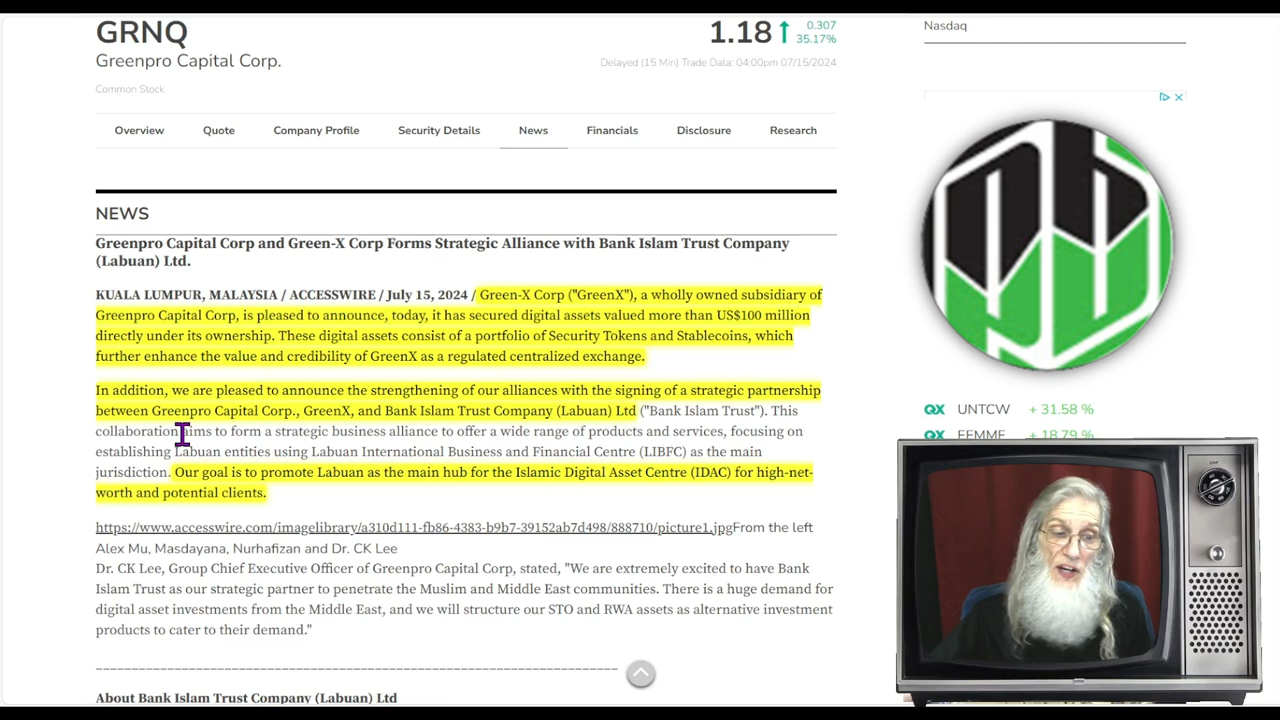 GRNQ
Greenpro Capital Corp.
Common Stock
1.18
0.307
35.17%
Delayed (15 Min) Trade Data: 04:00pm 07/15/2024
Overview Quote Company Profile Security Details News Financials Disclosure Research
NEWS
Greenpro Capital Corp and Green-X Corp Forms Strategic Alliance with Bank Islam Trust Company
(Labuan) Ltd.
KUALA LUMPUR, MALAYSIA / ACCESSWIRE / July 15, 2024 / Green-X Corp ("GreenX"), a wholly owned subsidiary of
Greenpro Capital Corp, is pleased to announce, today, it has secured digital assets valued more than US$100 million
directly under its ownership. These digital assets consist of a portfolio of Security Tokens and Stablecoins, which
further enhance the value and credibility of GreenX as a regulated centralized exchange.
In addition, we are pleased to announce the strengthening of our alliances with the signing of a strategic partnership
between Greenpro Capital Corp., GreenX, and Bank Islam Trust Company (Labuan) Ltd ("Bank Islam Trust"). This
collaboration aims to form a strategic business alliance to offer a wide range of products and services, focusing on
establishing Labuan entities using Labuan International Business and Financial Centre (LIBFC) as the main
jurisdiction. Our goal is to promote Labuan as the main hub for the Islamic Digital Asset Centre (IDAC) for high-net-
worth and potential clients.
https://www.accesswire.com/imagelibrary/a310d111-fb86-4383-b9b7-39152ab7d498/888710/picture1.jpgFrom the left
Alex Mu, Masdayana, Nurhafizan and Dr. CK Lee
Dr. CK Lee, Group Chief Executive Officer of Greenpro Capital Corp, stated, "We are extremely excited to have Bank
Islam Trust as our strategic partner to penetrate the Muslim and Middle East communities. There is a huge demand for
digital asset investments from the Middle East, and we will structure our STO and RWA assets as alternative investment
products to cater to their demand."
About Bank Islam Trust Company (Labuan) Ltd
Nasdaq
QX UNTCW + 31.58 %
QX FEMME + 18.79 %